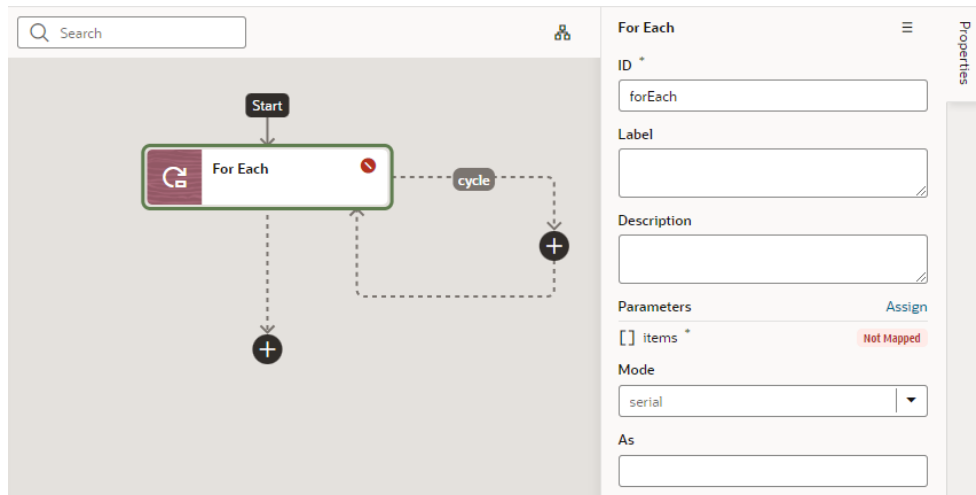 Search
Start
For Each
cycle
For Each
ID *
forEach
Label
Description
Parameters Assign
[] items * Not Mapped
Mode
serial
As
Properties